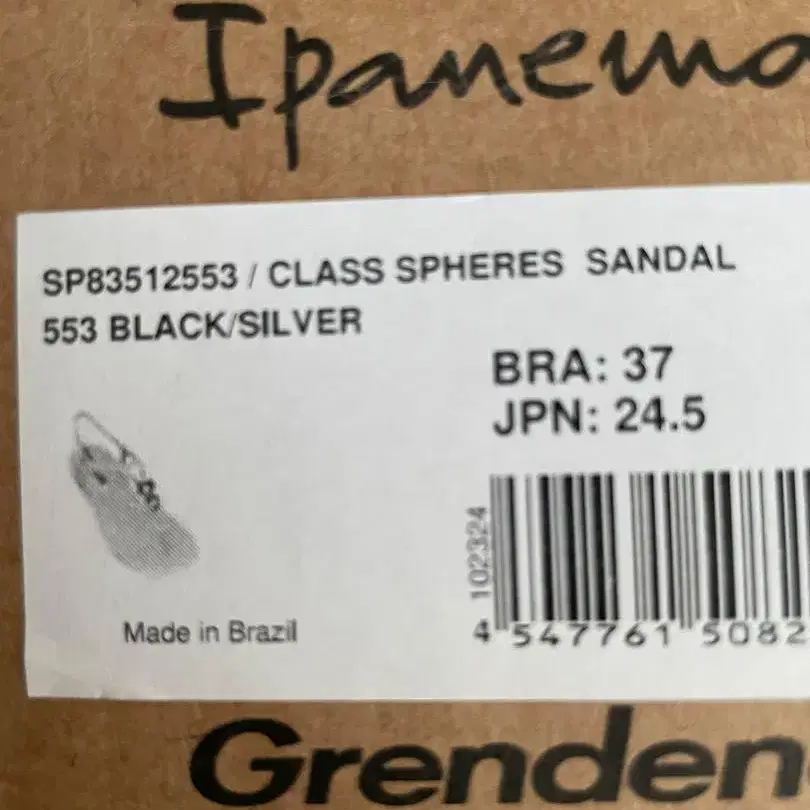 Ipanema
SP83512553 / CLASS SPHERES SANDAL
553 BLACK/SILVER
BRA: 37
JPN: 24.5
102324
Made in Brazil
4 547761 5082
Grenden